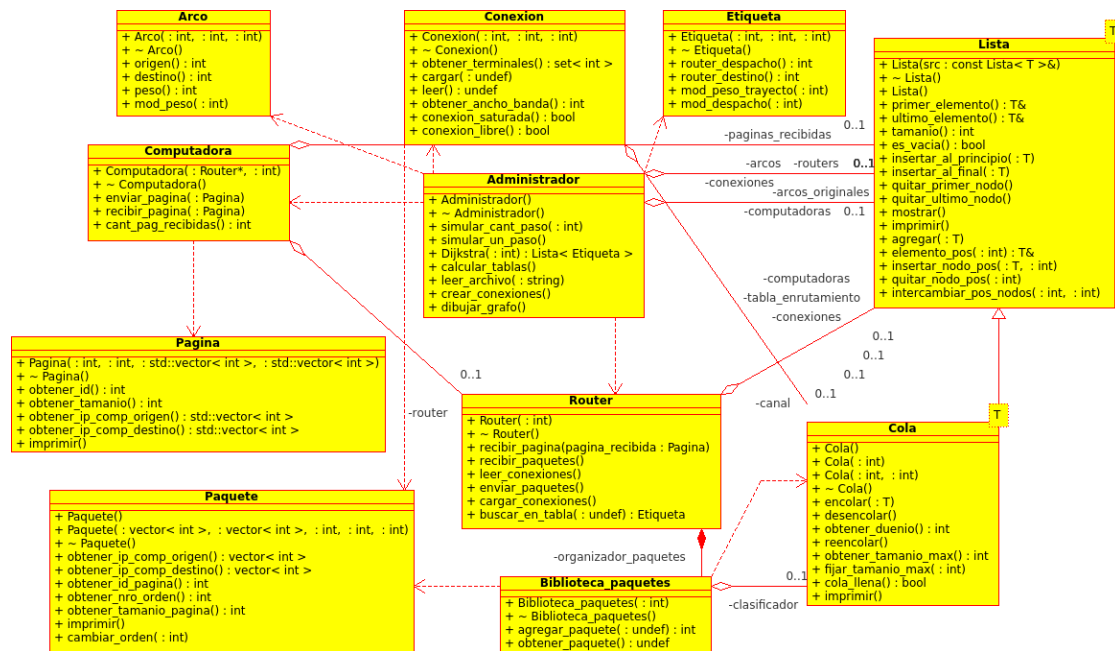 Arco
+ Arco( : int, : int, : int)
+ ~ Arco()
+ origen() : int
+ destino() : int
+ peso() : int
+ mod_peso( : int)
Conexion
+ Conexion( : int, : int, : int)
+ ~ Conexion()
+ obtener_terminales() : set< int >
+ cargar( : undef)
+ leer() : undef
+ obtener_ancho_banda() : int
+ conexion_saturada() : bool
+ conexion_libre() : bool
Etiqueta
+ Etiqueta( : int, : int, : int)
+ ~ Etiqueta()
+ router_despacho() : int
+ router_destino() : int
+ mod_peso_trayecto( : int)
+ mod_despacho( : int)
T
Lista
+ Lista(src : const Lista< T >&)
+ ~ Lista()
+ Lista()
+ primer_elemento() : T&
+ ultimo_elemento() : T&
+ tamanio() : int
+ es_vacia() : bool
+ insertar_al_principio( : T)
+ insertar_al_final( : T)
+ quitar_primer_nodo()
+ quitar_ultimo_nodo()
+ mostrar()
+ imprimir()
+ agregar( : T)
+ elemento_pos( : int) : T&
+ insertar_nodo_pos( : T, : int)
+ quitar_nodo_pos( : int)
+ intercambiar_pos_nodos( : int, : int)
0..1
-paginas_recibidas
-arcos -routers 0..1
-conexiones
-arcos_originales
-computadoras 0..1
Computadora
+ Computadora( : Router*, : int)
+ ~ Computadora()
+ enviar_pagina( : Pagina)
+ recibir_pagina( : Pagina)
+ cant_pag_recibidas() : int
Administrador
+ Administrador()
+ ~ Administrador()
+ simular_cant_paso( : int)
+ simular_un_paso()
+ Dijkstra( : int) : Lista< Etiqueta >
+ calcular_tablas()
+ leer_archivo( : string)
+ crear_conexiones()
+ dibujar_grafo()
-computadoras
-tabla_enrutamiento
-conexiones
0..1
0..1
0..1
0..1
-canal
Pagina
+ Pagina( : int, : int, : std::vector< int >, : std::vector< int >)
+ ~ Pagina()
+ obtener_id() : int
+ obtener_tamanio() : int
+ obtener_ip_comp_origen() : std::vector< int >
+ obtener_ip_comp_destino() : std::vector< int >
+ imprimir()
0..1
-router
Router
+ Router( : int)
+ ~ Router()
+ recibir_pagina(pagina_recibida : Pagina)
+ recibir_paquetes()
+ leer_conexiones()
+ enviar_paquetes()
+ cargar_conexiones()
+ buscar_en_tabla( : undef) : Etiqueta
T
Cola
+ Cola()
+ Cola( : int)
+ Cola( : int, : int)
+ ~ Cola()
+ encolar( : T)
+ desencolar()
+ obtener_duenio() : int
+ reencolar()
+ obtener_tamanio_max() : int
+ fijar_tamanio_max( : int)
+ cola_llena() : bool
+ imprimir()
Paquete
+ Paquete()
+ Paquete( : vector< int >, : vector< int >, : int, : int, : int)
+ ~ Paquete()
+ obtener_ip_comp_origen() : vector< int >
+ obtener_ip_comp_destino() : vector< int >
+ obtener_id_pagina() : int
+ obtener_nro_orden() : int
+ obtener_tamanio_pagina() : int
+ imprimir()
+ cambiar_orden( : int)
-organizador_paquetes
0..1
-clasificador
Biblioteca_paquetes
+ Biblioteca_paquetes( : int)
+ ~ Biblioteca_paquetes()
+ agregar_paquete( : undef) : int
+ obtener_paquete() : undef